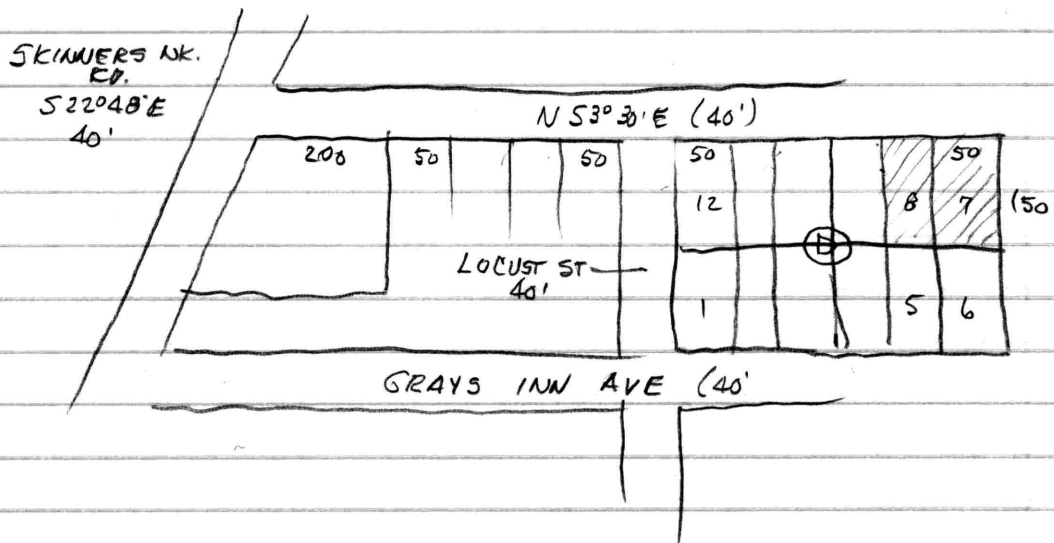 SKINNERS NK.
RD.
S22°48'E
40'
N 53°30'E (40')
200 50 50 50 50
12 8 7 (50
LOCUST ST
40'
1 5 6
GRAYS INN AVE (40'